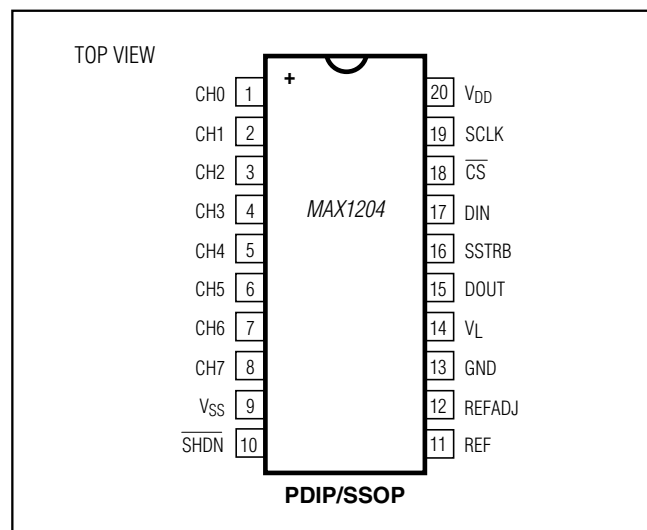 TOP VIEW
+
CH0 1 20 VDD
CH1 2 19 SCLK
CH2 3 18 CS
CH3 4 MAX1204 17 DIN
CH4 5 16 SSTRB
CH5 6 15 DOUT
CH6 7 14 VL
CH7 8 13 GND
VSS 9 12 REFADJ
SHDN 10 11 REF
PDIP/SSOP